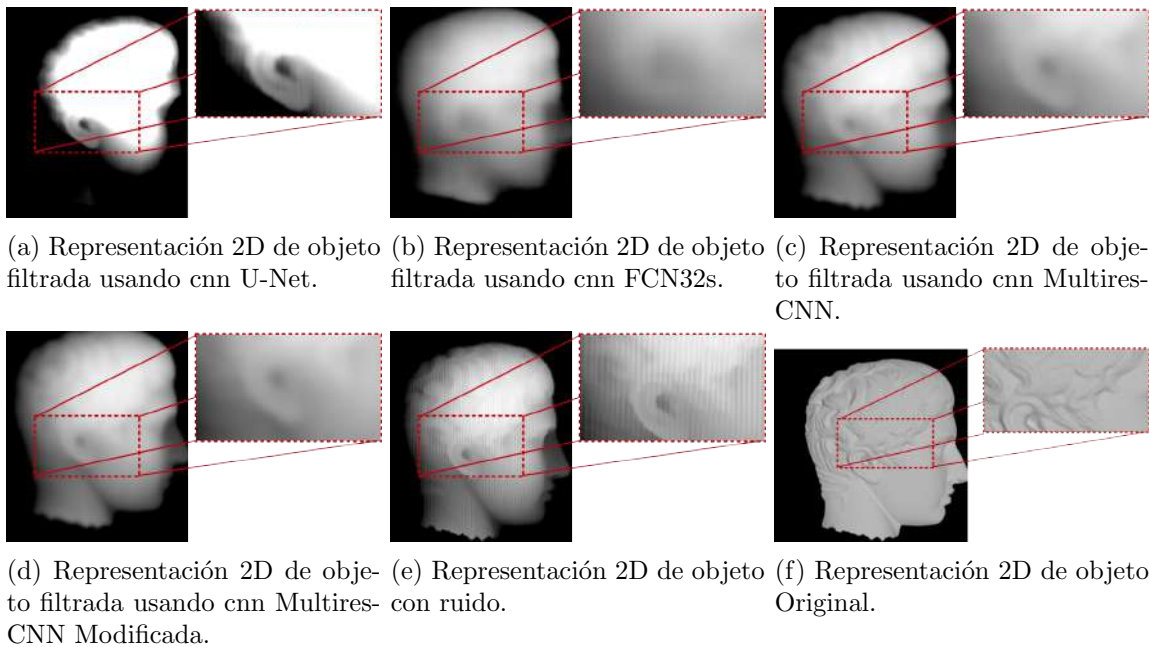 (a) Representación 2D de objeto
filtrada usando cnn U-Net.
(b) Representación 2D de objeto
filtrada usando cnn FCN32s.
(c) Representación 2D de obje-
to filtrada usando cnn Multires-
CNN.
(d) Representación 2D de obje-
to filtrada usando cnn Multires-
CNN Modificada.
(e) Representación 2D de objeto
con ruido.
(f) Representación 2D de objeto
Original.